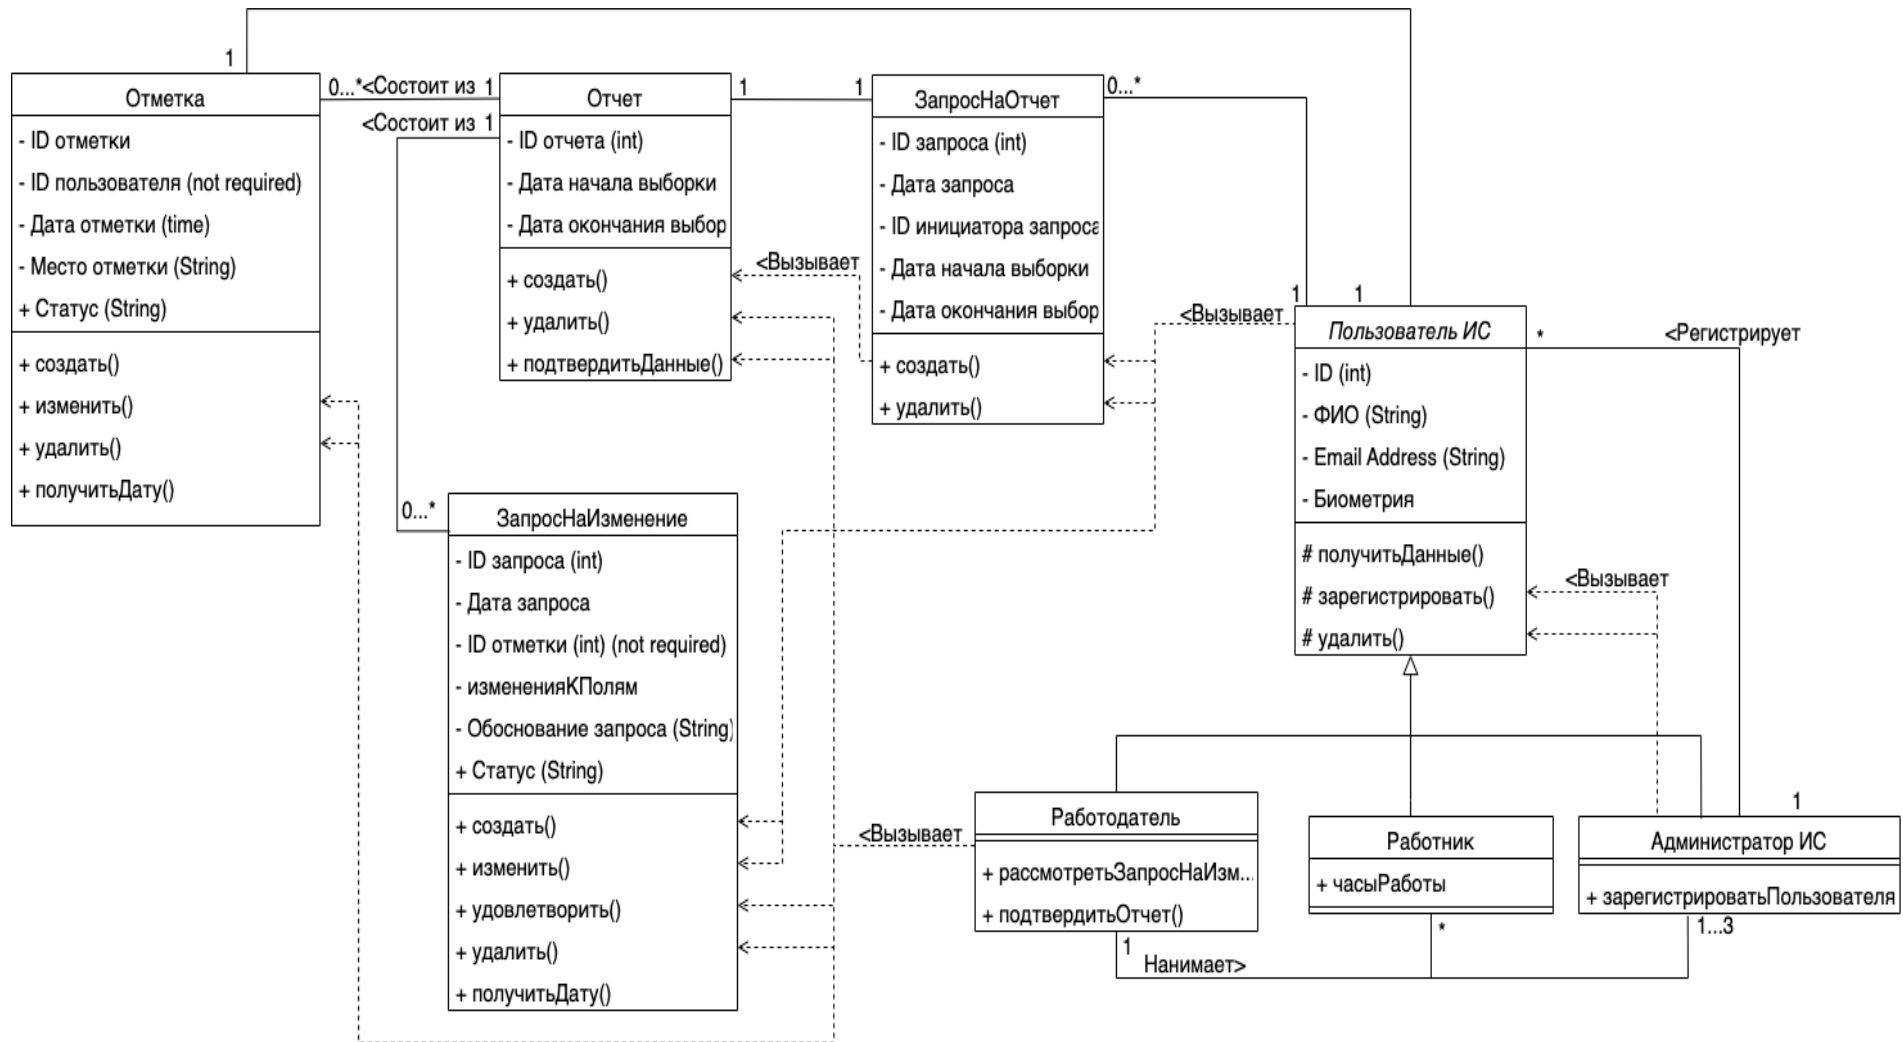 1
Отметка
- ID отметки
- ID пользователя (not required)
- Дата отметки (time)
- Место отметки (String)
+ Статус (String)
+ создать()
+ изменить()
+ удалить()
+ получитьДату()
0...*<Состоит из 1
<Состоит из 1
Отчет
- ID отчета (int)
- Дата начала выборки
- Дата окончания выбор
+ создать()
+ удалить()
+ подтвердитьДанные()
1
1
<Вызывает
ЗапросНаОтчет
- ID запроса (int)
- Дата запроса
- ID инициатора запроса
- Дата начала выборки
- Дата окончания выбор
+ создать()
+ удалить()
0...*
1
1
<Вызывает
Пользователь ИС
- ID (int)
- ФИО (String)
- Email Address (String)
- Биометрия
# получитьДанные()
# зарегистрировать()
# удалить()
*
<Регистрирует
<Вызывает
0...*
ЗапросНаИзменение
- ID запроса (int)
- Дата запроса
- ID отметки (int) (not required)
- измененияКПолям
- Обоснование запроса (String)
+ Статус (String)
+ создать()
+ изменить()
+ удовлетворить()
+ удалить()
+ получитьДату()
<Вызывает
Работодатель
+ рассмотретьЗапросНаИзм...
+ подтвердитьОтчет()
1
Нанимает>
Работник
+ часыРаботы
*
1
Администратор ИС
+ зарегистрироватьПользователя
1...3